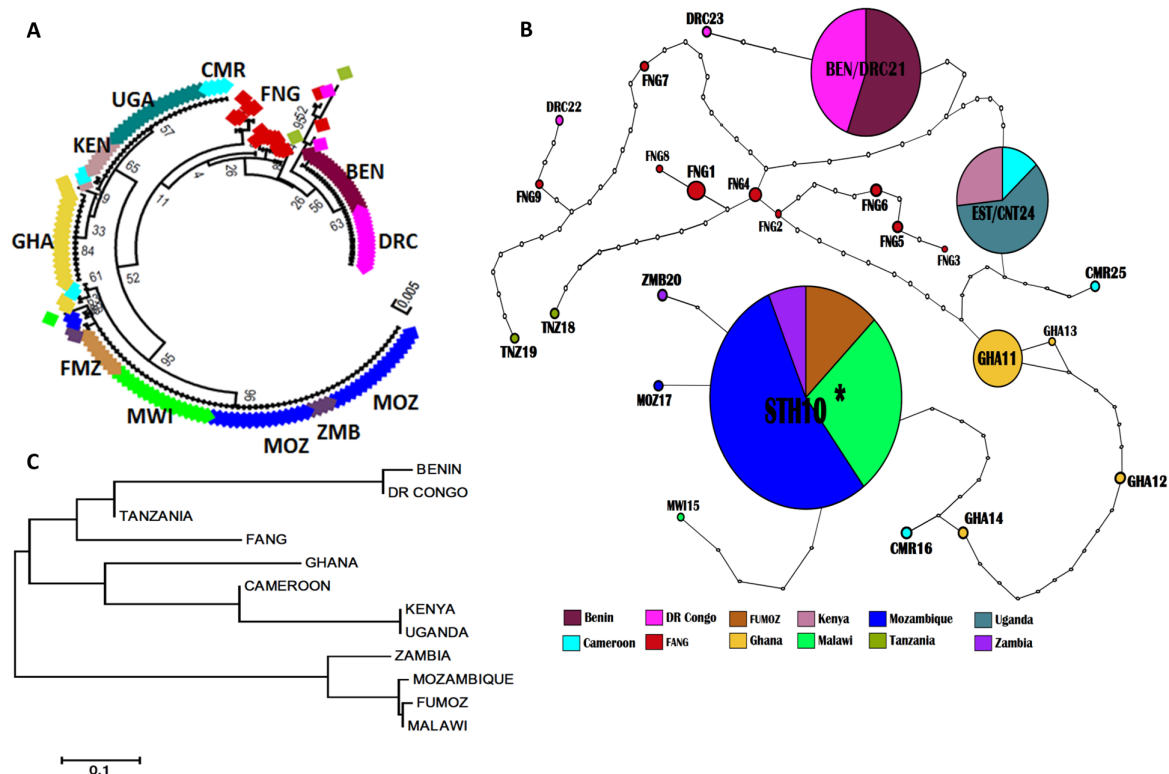 A
CMR
UGA
FNG
KEN
BEN
GHA
DRC
FMZ
MWI
MOZ
ZMB
MOZ
57
65
9
33
84
61
4
11
52
95
96
26
26
56
63
95
52
0.005
B
DRC23
BEN/DRC21
FNG7
DRC22
FNG8
FNG1
FNG4
FNG9
FNG2
FNG6
FNG5
FNG3
EST/CNT24
CMR25
ZMB20
TNZ18
TNZ19
GHA13
GHA11
MOZ17
STH10 *
GHA12
MWI15
CMR16
GHA14
Benin
DR Congo
FUMOZ
Kenya
Mozambique
Uganda
Cameroon
FANG
Ghana
Malawi
Tanzania
Zambia
C
BENIN
DR CONGO
TANZANIA
FANG
GHANA
CAMEROON
KENYA
UGANDA
ZAMBIA
MOZAMBIQUE
FUMOZ
MALAWI
0.1